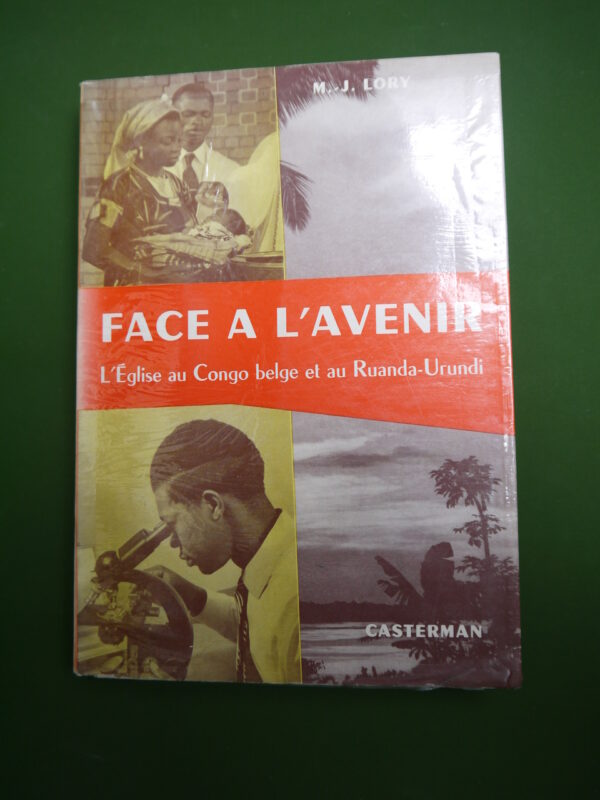 M.-J. LORY
FACE A L'AVENIR
L'Église au Congo belge et au Ruanda-Urundi
CASTERMAN